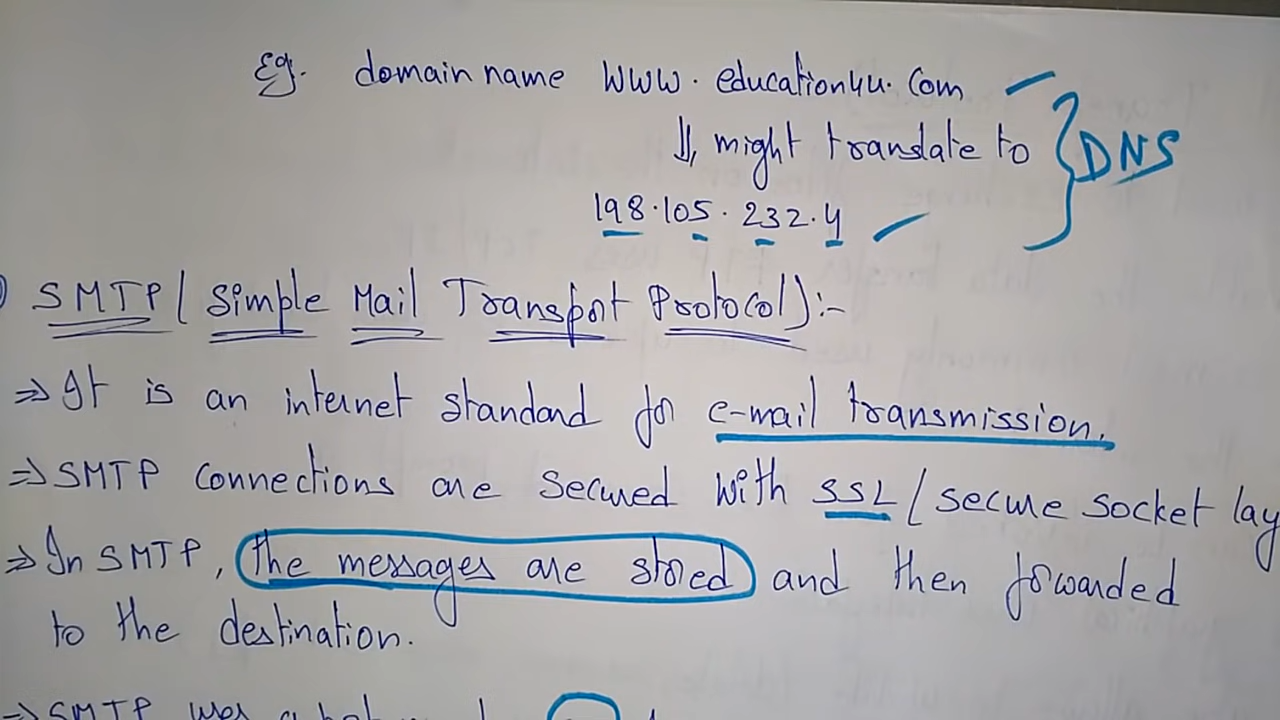 Eg. domain name www.education4u.com
⇓, might translate to } DNS
198.105.232.4
SMTP (Simple Mail Transport Protocol):-
⇒ It is an internet standard for e-mail transmission.
⇒ SMTP connections are secured with SSL (secure socket lay
⇒ In SMTP, the messages are stored and then forwarded
to the destination.
⇒ SMTP